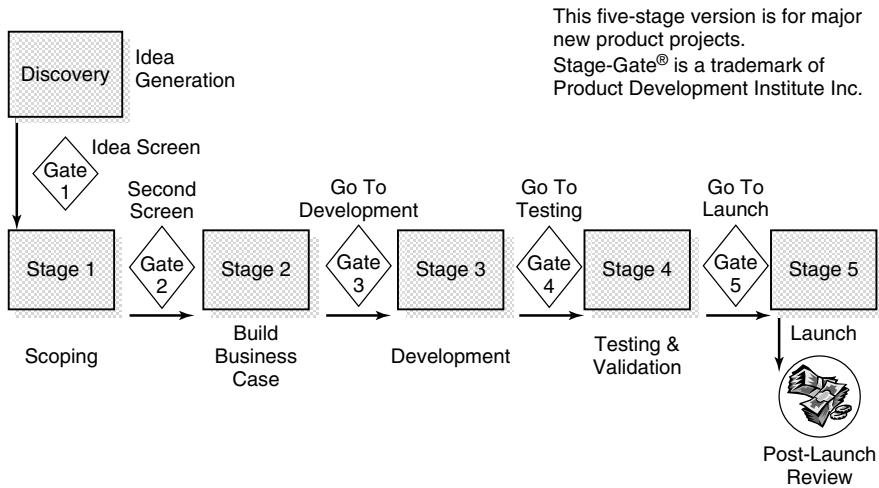 This five-stage version is for major
new product projects.
Stage-Gate® is a trademark of
Product Development Institute Inc.
Discovery
Idea
Generation
Idea Screen
Gate
1
Second
Screen
Go To
Development
Go To
Testing
Go To
Launch
Stage 1
Gate
2
Stage 2
Gate
3
Stage 3
Gate
4
Stage 4
Gate
5
Stage 5
Scoping
Build
Business
Case
Development
Testing &
Validation
Launch
Post-Launch
Review